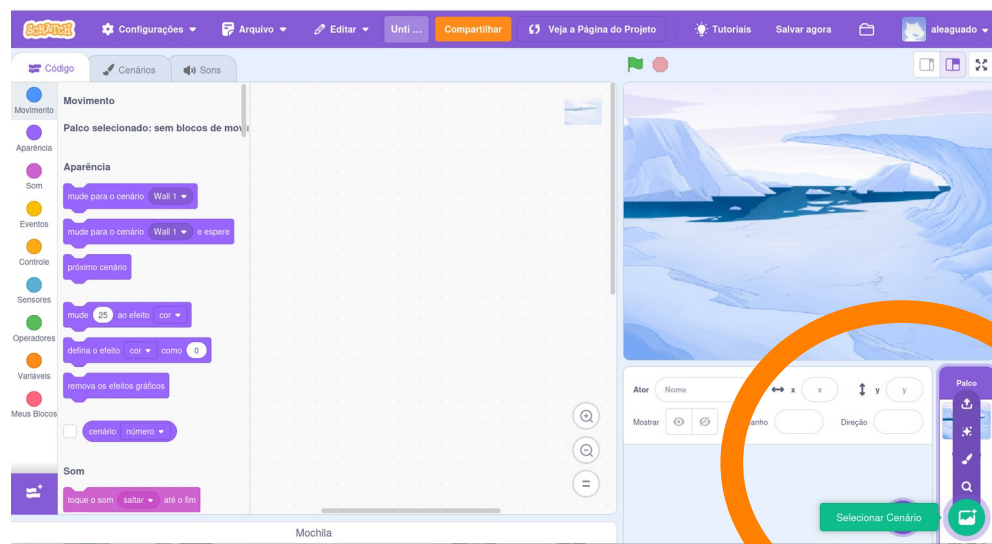 SCRATCH Configurações Arquivo Editar Unti ... Compartilhar Veja a Página do Projeto Tutoriais Salvar agora aleaguado
Código Cenários Sons
Movimento
Aparência
Som
Eventos
Controle
Sensores
Operadores
Variáveis
Meus Blocos
Movimento
Palco selecionado: sem blocos de
Aparência
mude para o cenário Wall 1
mude para o cenário Wall 1 e espere
próximo cenário
mude 25 ao efeito cor
defina o efeito cor como 0
remova os efeitos gráficos
cenário número
Som
toque o som saltar até o fim
Mochila
Ator Nome x x y y
Mostrar Direção
Palco
Selecionar Cenário